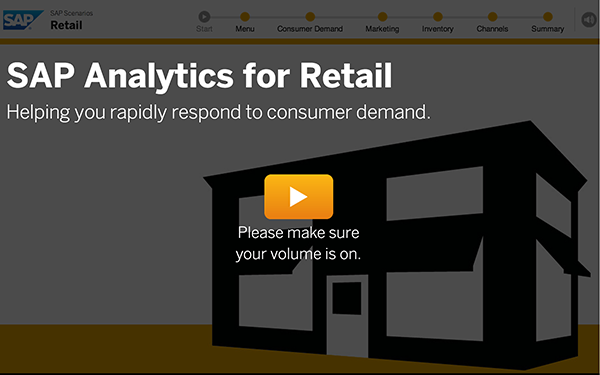 SAP
SAP Scenarios
Retail
Start
Menu
Consumer Demand
Marketing
Inventory
Channels
Summary
SAP Analytics for Retail
Helping you rapidly respond to consumer demand.
Please make sure
your volume is on.